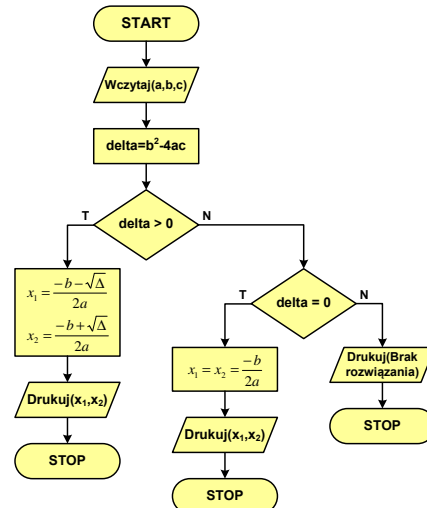 START
Wczytaj(a,b,c)
delta=b²-4ac
T
delta > 0
N
x₁ = (-b-√Δ)/2a
x₂ = (-b+√Δ)/2a
Drukuj(x₁,x₂)
STOP
T
delta = 0
N
x₁ = x₂ = -b/2a
Drukuj(x₁,x₂)
STOP
Drukuj(Brak
rozwiązania)
STOP